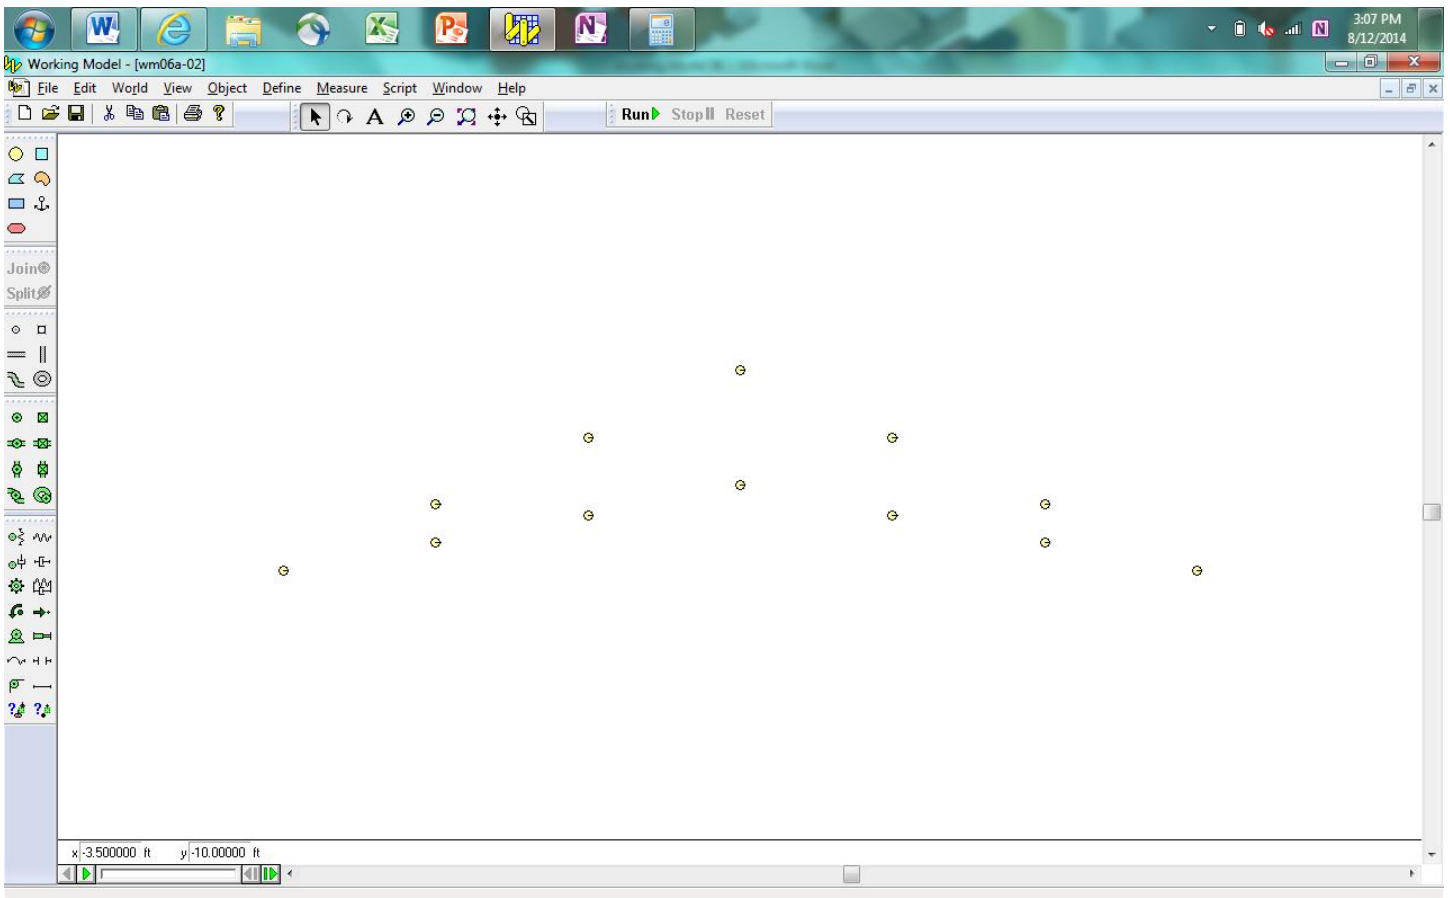 3:07 PM
8/12/2014
Working Model - [wm06a-02]
File Edit World View Object Define Measure Script Window Help
Run Stop Reset
Join
Split
x -3.500000 ft y -10.00000 ft